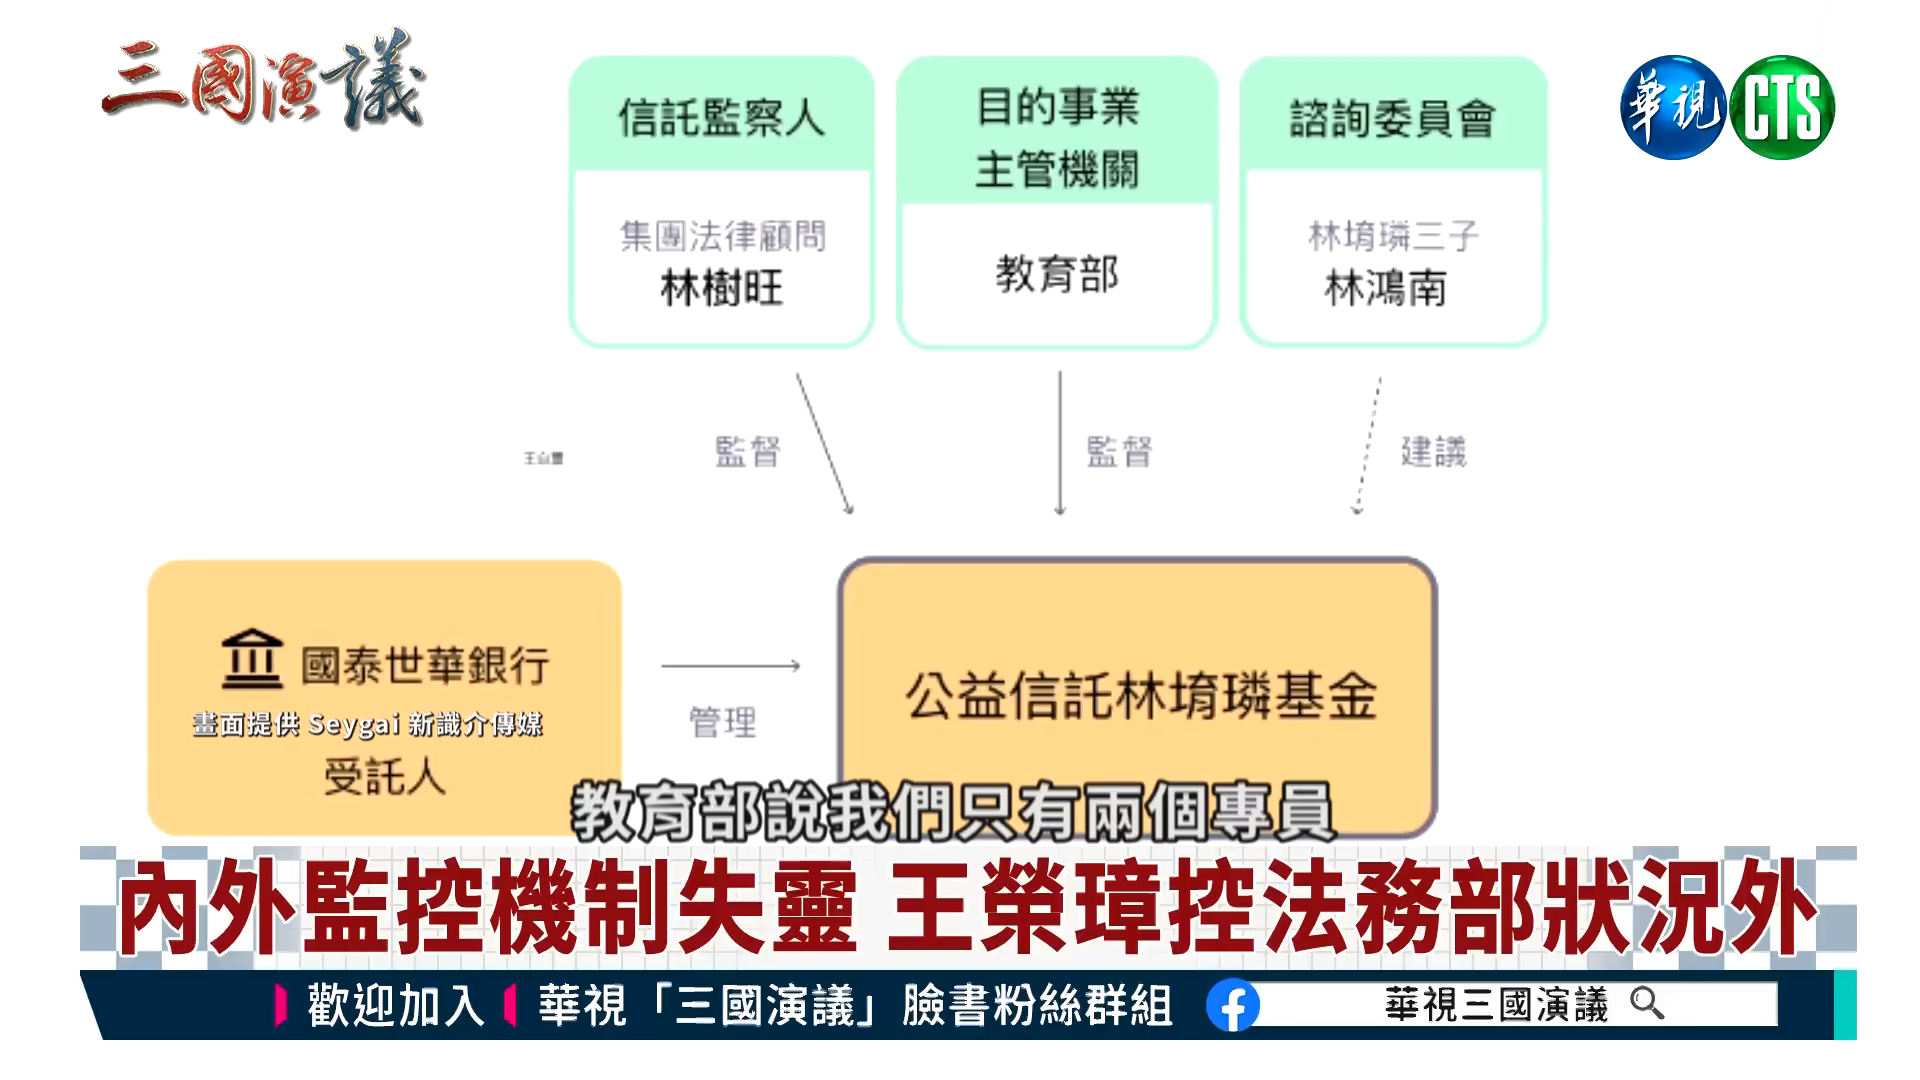 三國演議
華視 CTS
信託監察人
集團法律顧問
林樹旺
目的事業
主管機關
教育部
諮詢委員會
林堉璘三子
林鴻南
監督
監督
建議
國泰世華銀行
畫面提供 Seygai 新識介傳媒
受託人
管理
公益信託林堉璘基金
教育部說我們只有兩個專員
內外監控機制失靈 王榮璋控法務部狀況外
歡迎加入 華視「三國演議」臉書粉絲群組
華視三國演議